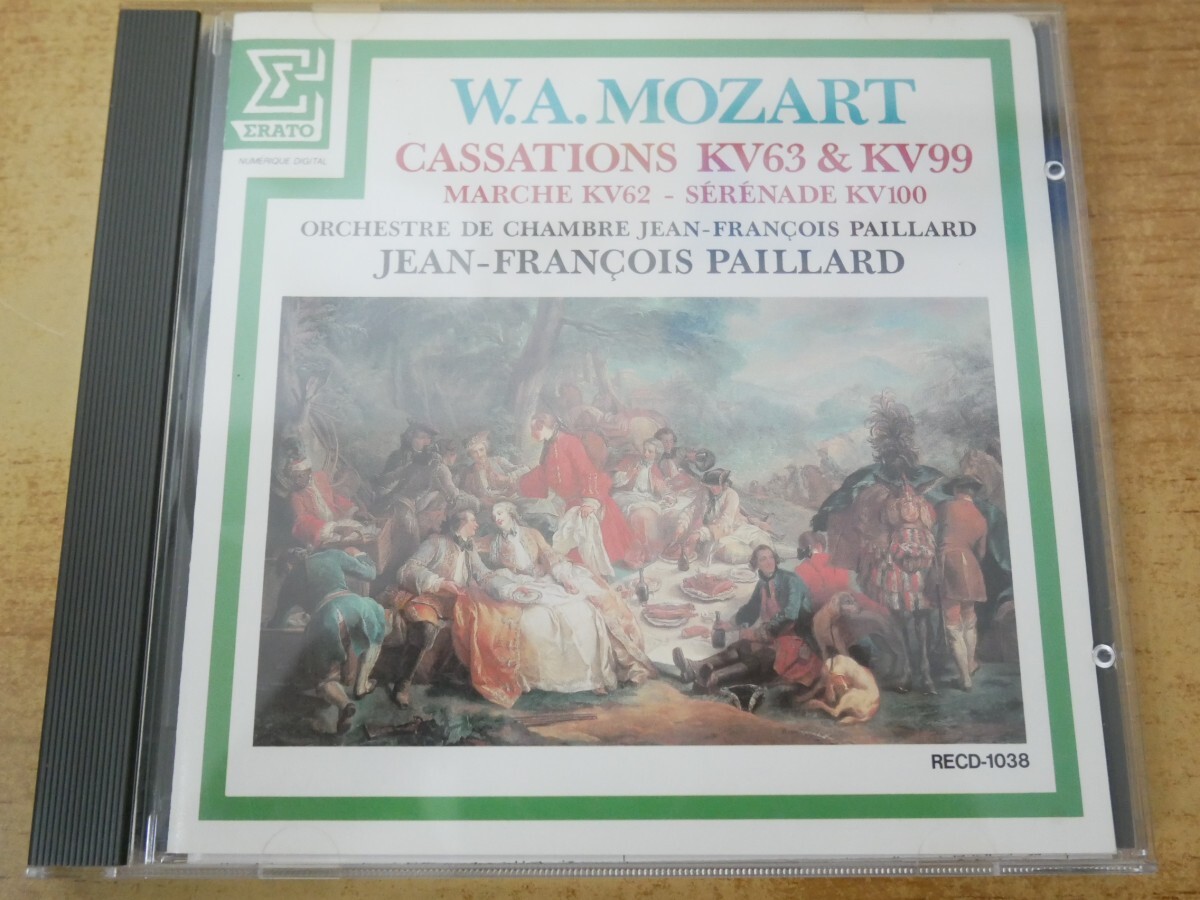 ERATO
NUMÉRIQUE DIGITAL
W.A. MOZART
CASSATIONS KV63 & KV99
MARCHE KV62 - SÉRÉNADE KV100
ORCHESTRE DE CHAMBRE JEAN-FRANÇOIS PAILLARD
JEAN-FRANÇOIS PAILLARD
RECD-1038